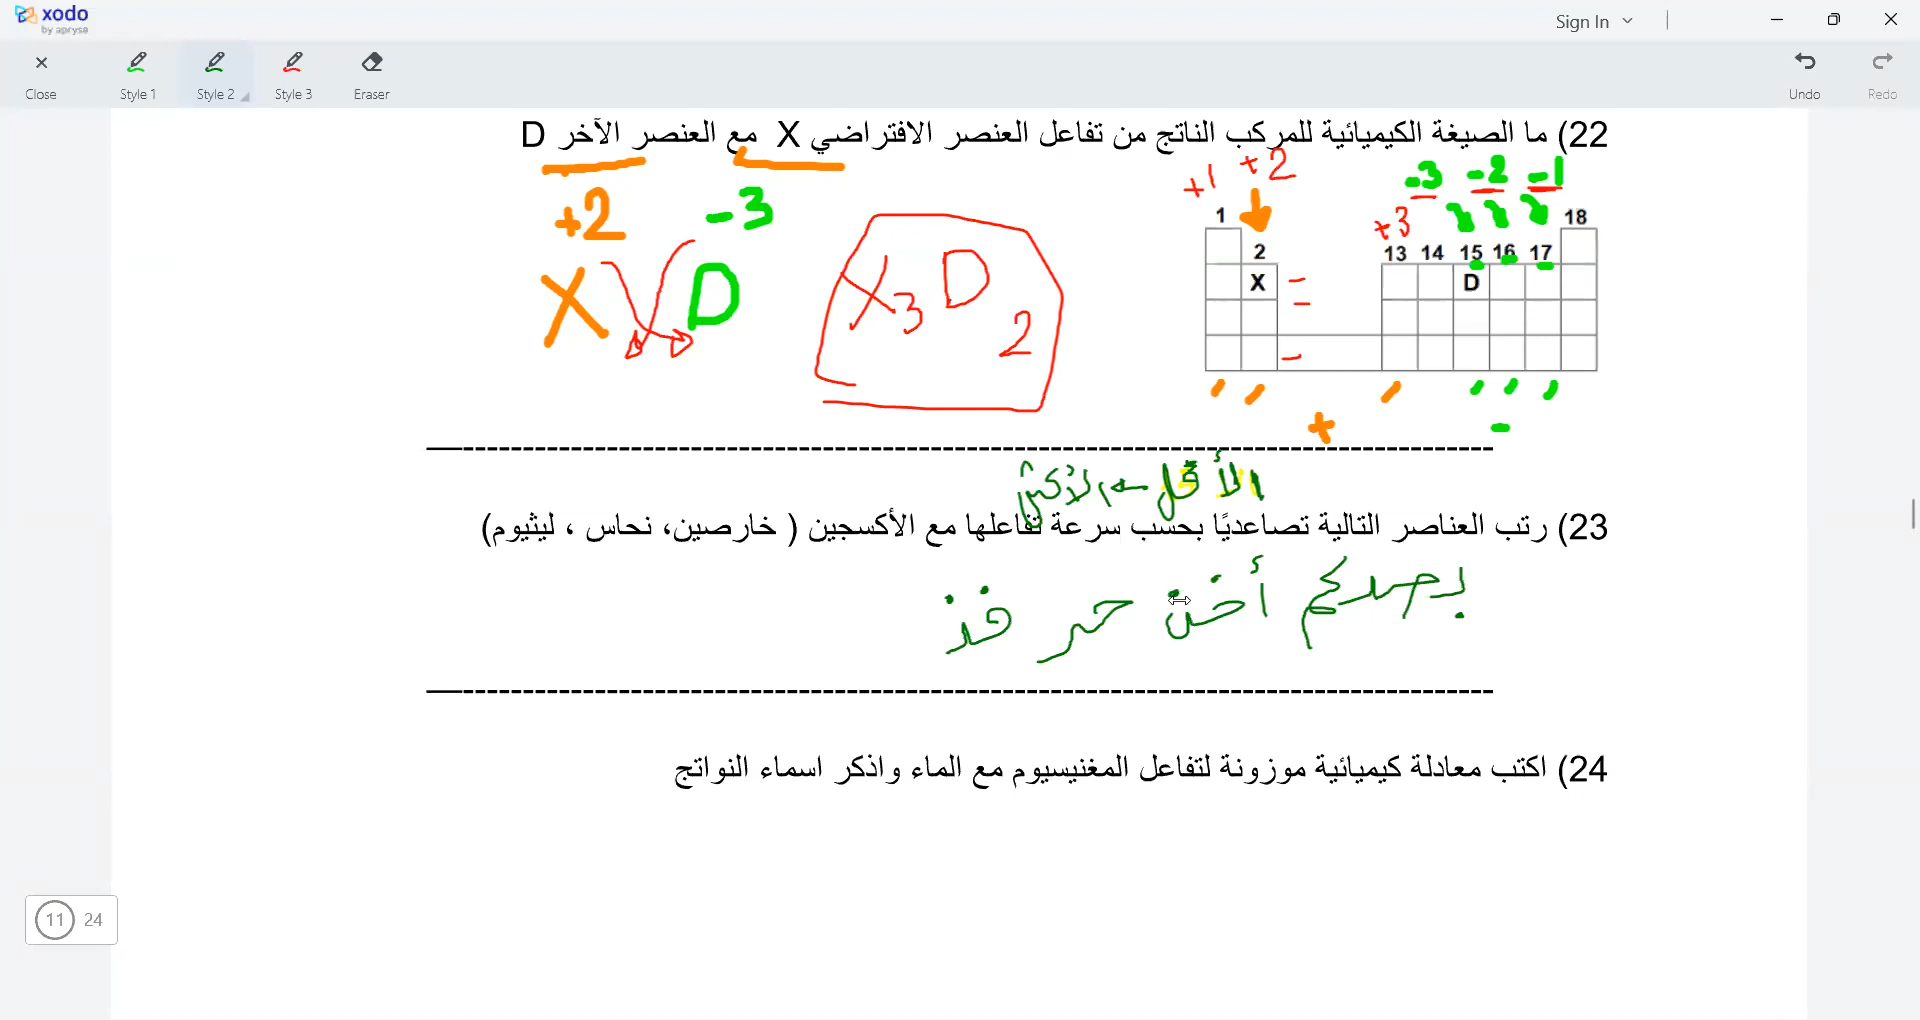 xodo
by apryse
Sign In
Close
Style 1
Style 2
Style 3
Eraser
Undo
Redo
22) ما الصيغة الكيميائية للمركب الناتج من تفاعل العنصر الافتراضي X مع العنصر الآخر D
+2 -3
X D
X3 D2
+1 +2 -3 -2 -1
+3
1 18
2 13 14 15 16 17
X D
+ -
الأقل ← الأكثر
23) رتب العناصر التالية تصاعديًا بحسب سرعة تفاعلها مع الأكسجين ( خارصين، نحاس ، ليثيوم)
24) اكتب معادلة كيميائية موزونة لتفاعل المغنيسيوم مع الماء واذكر اسماء النواتج
11 24